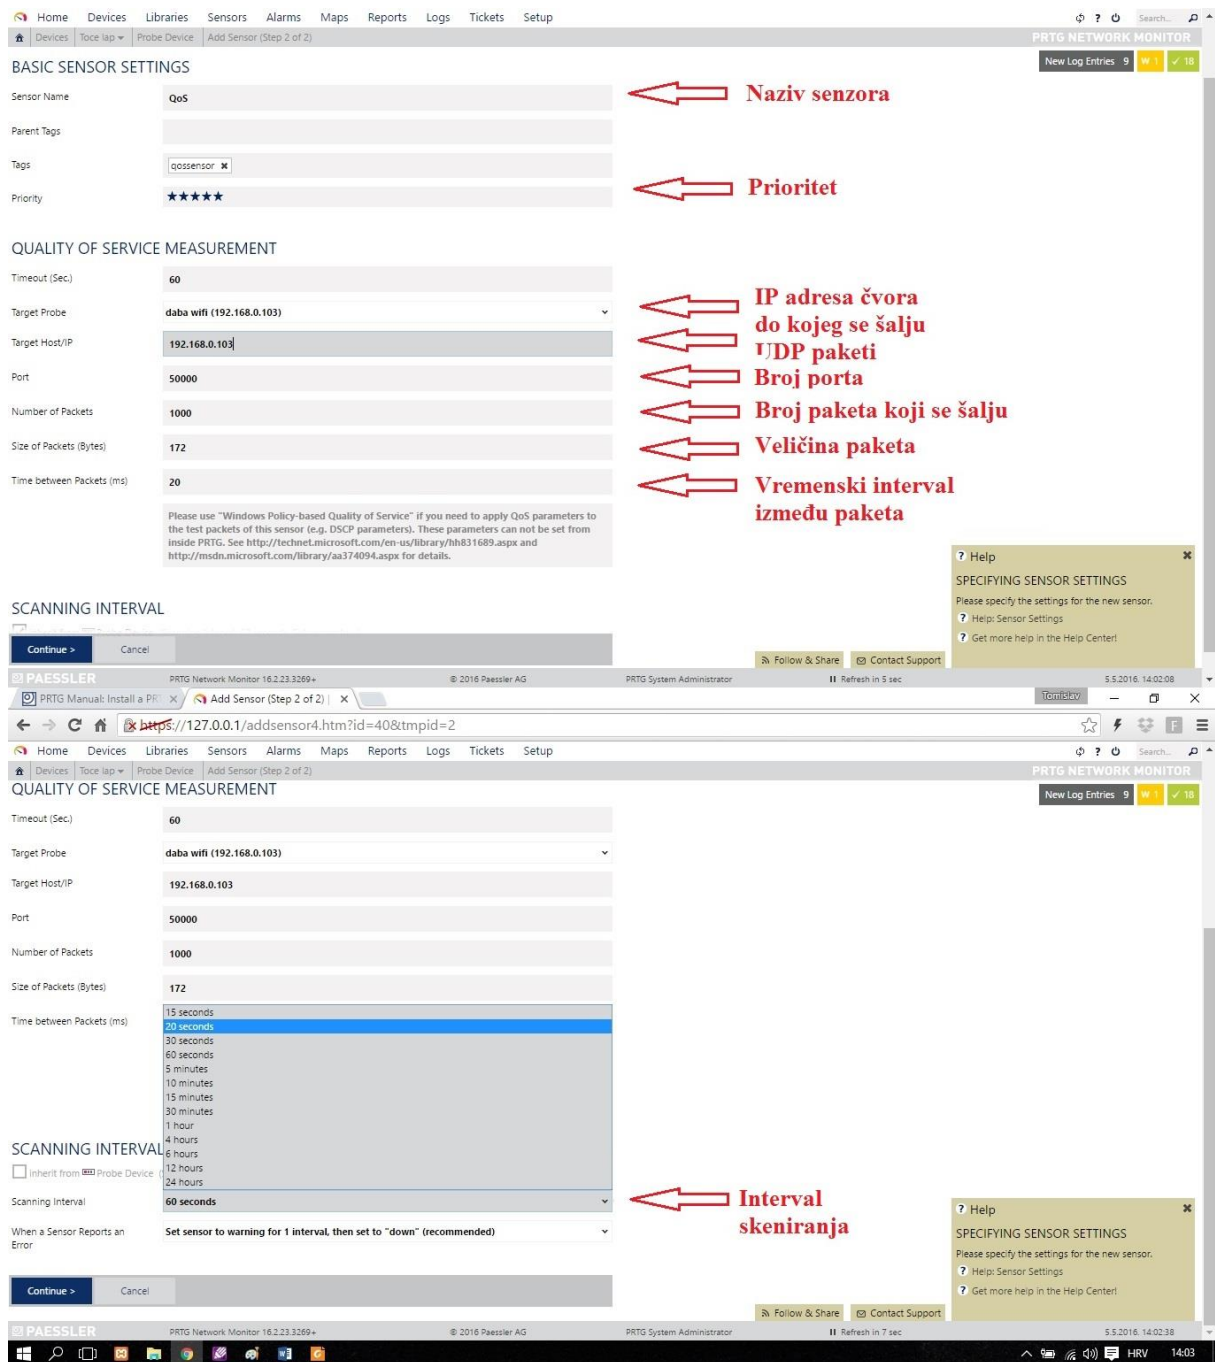 Home Devices Libraries Sensors Alarms Maps Reports Logs Tickets Setup Search...
Devices Toce lap Probe Device Add Sensor (Step 2 of 2) PRTG NETWORK MONITOR
New Log Entries 9 W 1 ✓ 18
BASIC SENSOR SETTINGS
Sensor Name QoS Naziv senzora
Parent Tags
Tags qossensor ✖
Priority ★★★★★ Prioritet
QUALITY OF SERVICE MEASUREMENT
Timeout (Sec.) 60
Target Probe daba wifi (192.168.0.103)
IP adresa čvora
do kojeg se šalju
UDP paketi
Target Host/IP 192.168.0.103
Port 50000 Broj porta
Number of Packets 1000 Broj paketa koji se šalju
Size of Packets (Bytes) 172 Veličina paketa
Time between Packets (ms) 20 Vremenski interval
između paketa
Please use "Windows Policy-based Quality of Service" if you need to apply QoS parameters to
the test packets of this sensor (e.g. DSCP parameters). These parameters can not be set from
inside PRTG. See http://technet.microsoft.com/en-us/library/hh831689.aspx and
http://msdn.microsoft.com/library/aa374094.aspx for details.
? Help
SPECIFYING SENSOR SETTINGS
Please specify the settings for the new sensor.
? Help: Sensor Settings
? Get more help in the Help Center!
SCANNING INTERVAL
Continue > Cancel
Follow & Share Contact Support
PAESSLER PRTG Network Monitor 16.2.23.3269+ © 2016 Paessler AG PRTG System Administrator Refresh in 7 sec 5.5.2016. 14:02:08
PRTG Manual: Install a PR Add Sensor (Step 2 of 2) | Tomislav
https://127.0.0.1/addsensor4.htm?id=40&tmpid=2
Home Devices Libraries Sensors Alarms Maps Reports Logs Tickets Setup Search...
Devices Toce lap Probe Device Add Sensor (Step 2 of 2) PRTG NETWORK MONITOR
New Log Entries 9 W 1 ✓ 18
QUALITY OF SERVICE MEASUREMENT
Timeout (Sec.) 60
Target Probe daba wifi (192.168.0.103)
Target Host/IP 192.168.0.103
Port 50000
Number of Packets 1000
Size of Packets (Bytes) 172
Time between Packets (ms)
15 seconds
20 seconds
30 seconds
60 seconds
5 minutes
10 minutes
15 minutes
30 minutes
1 hour
4 hours
6 hours
12 hours
24 hours
SCANNING INTERVAL
inherit from Probe Device
Scanning Interval 60 seconds Interval
skeniranja
When a Sensor Reports an
Error
Set sensor to warning for 1 interval, then set to "down" (recommended)
? Help
SPECIFYING SENSOR SETTINGS
Please specify the settings for the new sensor.
? Help: Sensor Settings
? Get more help in the Help Center!
Continue > Cancel
Follow & Share Contact Support
PAESSLER PRTG Network Monitor 16.2.23.3269+ © 2016 Paessler AG PRTG System Administrator Refresh in 7 sec 5.5.2016. 14:02:38
HRV 14:03